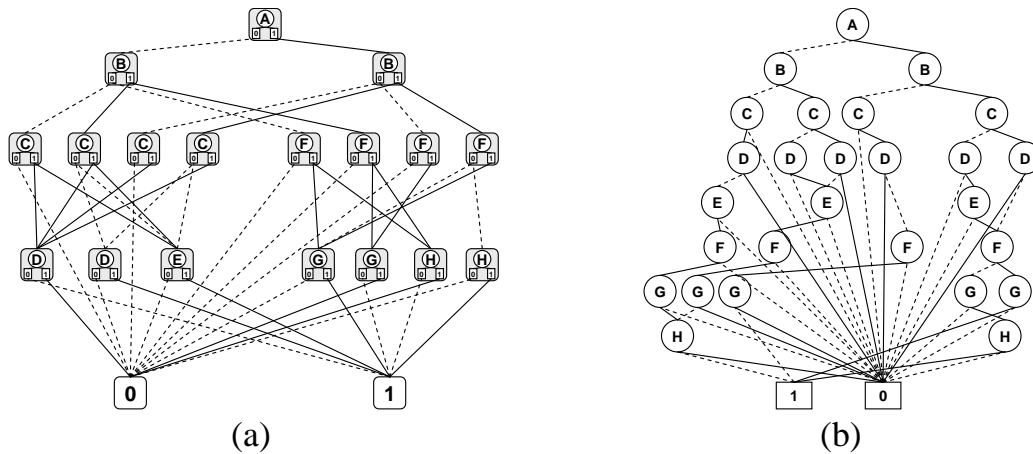 A
0 1
B B
0 1 0 1
C C C C F F F F
0 1 0 1 0 1 0 1 0 1 0 1 0 1 0 1
D D E G G H H
0 1 0 1 0 1 0 1 0 1 0 1 0 1
0 1
(a)
A
B B
C C C C
D D D D D D
E E E
F F F F
G G G G G
H H
1 0
(b)